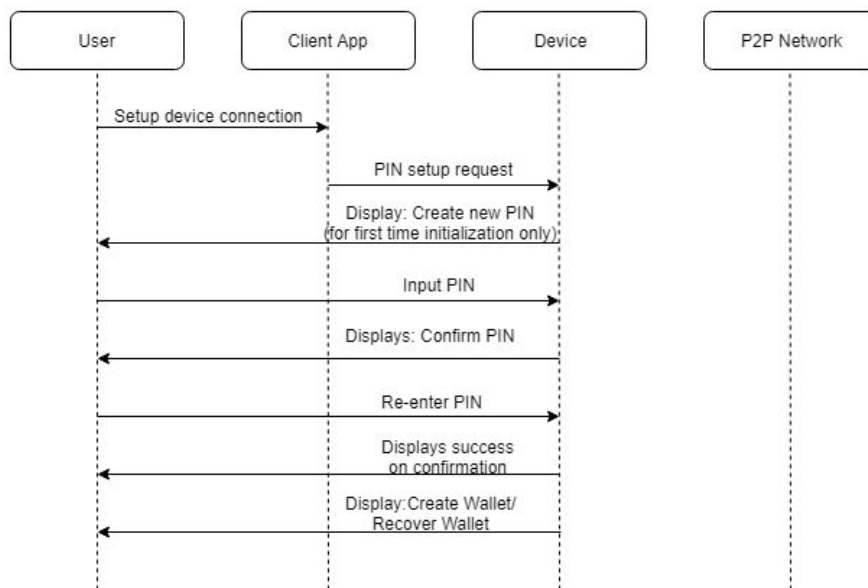 User
Client App
Device
P2P Network
Setup device connection
PIN setup request
Display: Create new PIN
(for first time initialization only)
Input PIN
Displays: Confirm PIN
Re-enter PIN
Displays success
on confirmation
Display:Create Wallet/
Recover Wallet